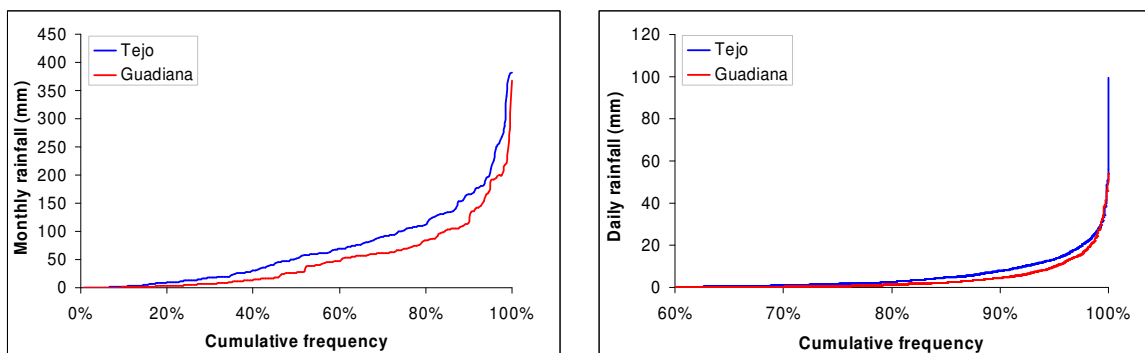 450
400
350
300
250
200
150
100
50
0
Monthly rainfall (mm)
Tejo
Guadiana
0% 20% 40% 60% 80% 100%
Cumulative frequency
120
100
80
60
40
20
0
Daily rainfall (mm)
Tejo
Guadiana
60% 70% 80% 90% 100%
Cumulative frequency